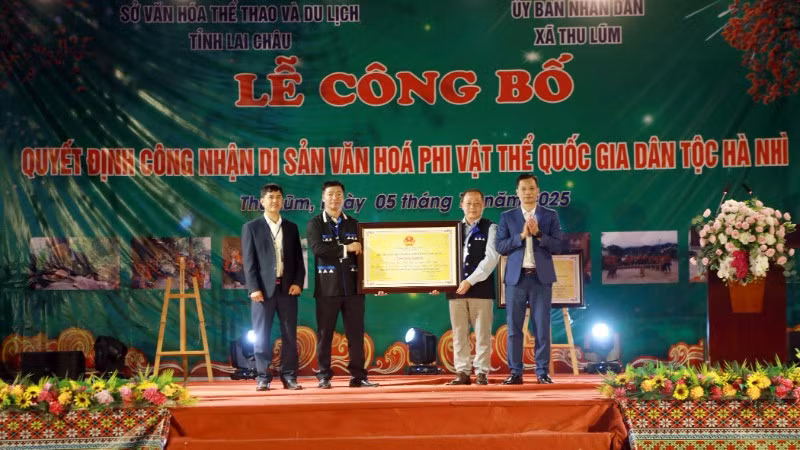 SỞ VĂN HÓA THỂ THAO VÀ DU LỊCH
TỈNH LAI CHÂU
ỦY BAN NHÂN DÂN
XÃ THU LŨM
LỄ CÔNG BỐ
QUYẾT ĐỊNH CÔNG NHẬN DI SẢN VĂN HOÁ PHI VẬT THỂ QUỐC GIA DÂN TỘC HÀ NHÌ
Lũm, ngày 05 tháng 2025